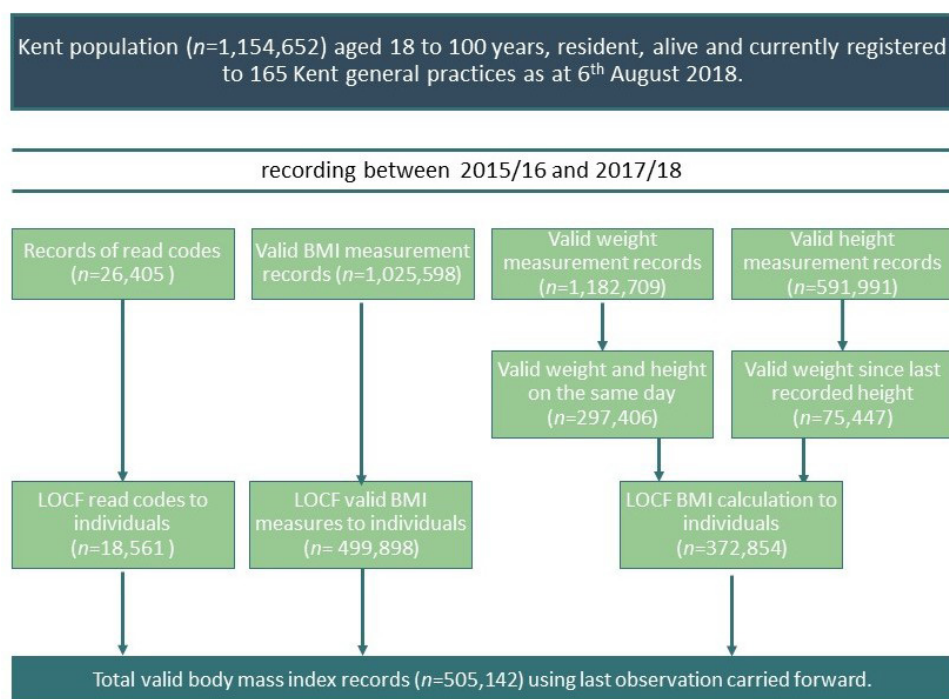 Kent population (n=1,154,652) aged 18 to 100 years, resident, alive and currently registered
to 165 Kent general practices as at 6th August 2018.
recording between 2015/16 and 2017/18
Records of read codes
(n=26,405 )
Valid BMI measurement
records (n=1,025,598)
Valid weight
measurement records
(n=1,182,709)
Valid height
measurement records
(n=591,991)
Valid weight and height
on the same day
(n=297,406)
Valid weight since last
recorded height
(n=75,447)
LOCF read codes to
individuals
(n=18,561 )
LOCF valid BMI
measures to individuals
(n= 499,898)
LOCF BMI calculation to
individuals
(n=372,854)
Total valid body mass index records (n=505,142) using last observation carried forward.